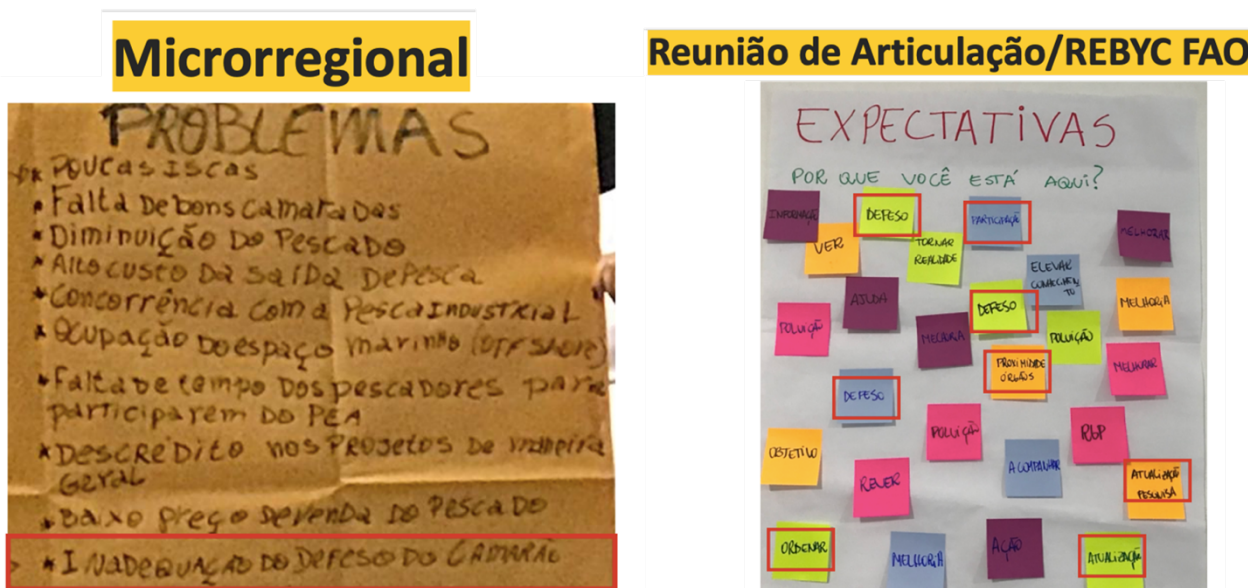 Microrregional
PROBLEMAS
* POUCAS ISCAS
* Falta De bons Camaradas
* Diminuição Do Pescado
* Alto custo Da saída De Pesca
* Concorrência com a Pesca INDUSTRIAL
* Ocupação Do espaço marinho (OFF SHORE)
* Falta De tempo Dos pescadores para
participarem DO PEA
* DESCREDITO nos PROJETOS De maneira
Geral
* Baixo preço De venda Do Pescado
* INADEQUAÇÃO DO DEFESO DO CAMARÃO
Reunião de Articulação/REBYC FAO
EXPECTATIVAS
POR QUE VOCÊ ESTÁ AQUI?
DEFESO
PARTICIPAÇÃO
MELHORAR
VER
TORNAR
REALIDADE
ELEVAR
AJUDA
DEFESO
MELHORIA
POLUIÇÃO
MELHORA
POLUIÇÃO
PROXIMIDADE
ÓRGÃOS
MELHORAR
DEFESO
POLUIÇÃO
RGP
OBJETIVO
REVER
ACOMPANHAR
ATUALIZAÇÃO
PESQUISA
ORDENAR
MELHORIA
AÇÃO
ATUALIZAÇÃO